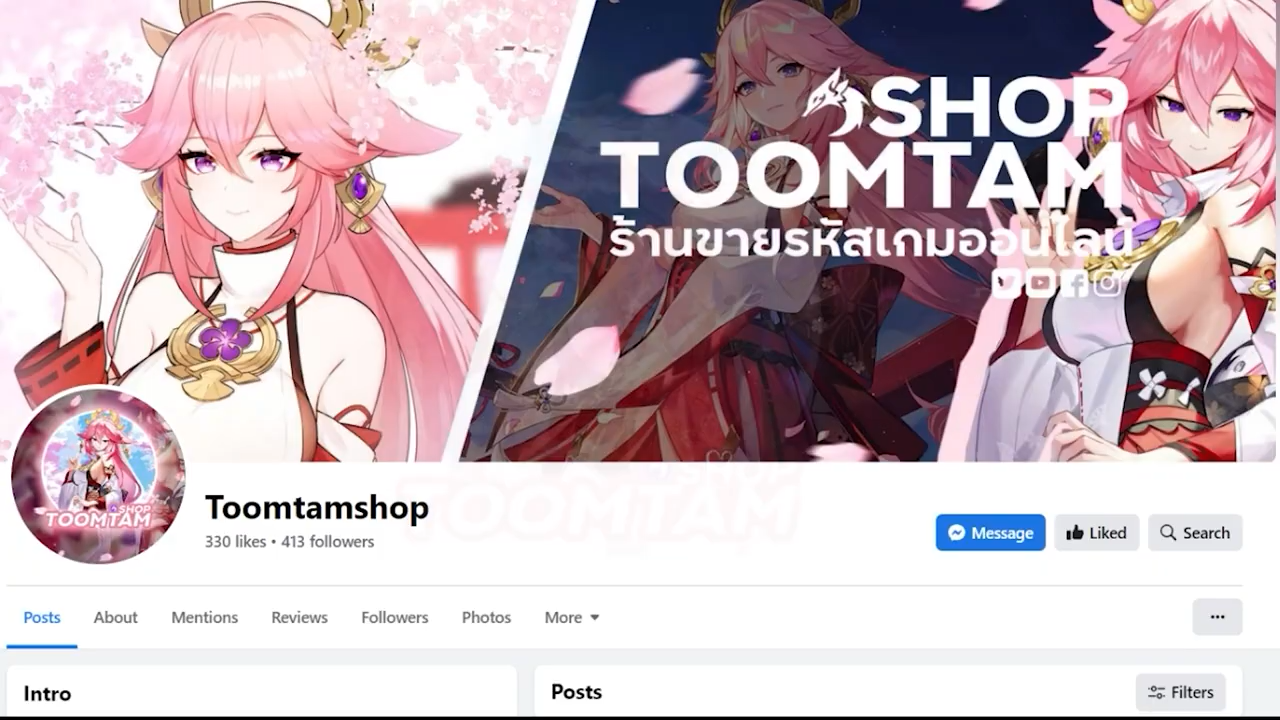 SHOP
TOOMTAM
ร้านขายรหัสเกมออนไลน์
SHOP
TOOMTAM
Toomtamshop
330 likes • 413 followers
TOOMTAM
Message
Liked
Search
Posts
About
Mentions
Reviews
Followers
Photos
More
Intro
Posts
Filters